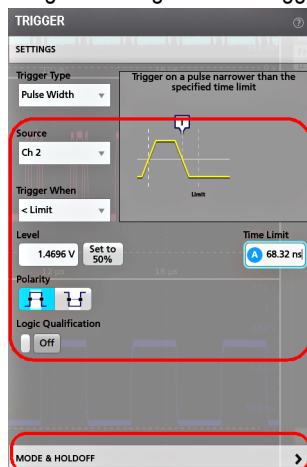 TRIGGER
SETTINGS
Trigger Type
Pulse Width
Trigger on a pulse narrower than the
specified time limit
Source
Ch 2
T
Limit
Trigger When
< Limit
Level
1.4696 V
Set to
50%
Time Limit
A 68.32 ns
Polarity
Logic Qualification
Off
MODE & HOLDOFF